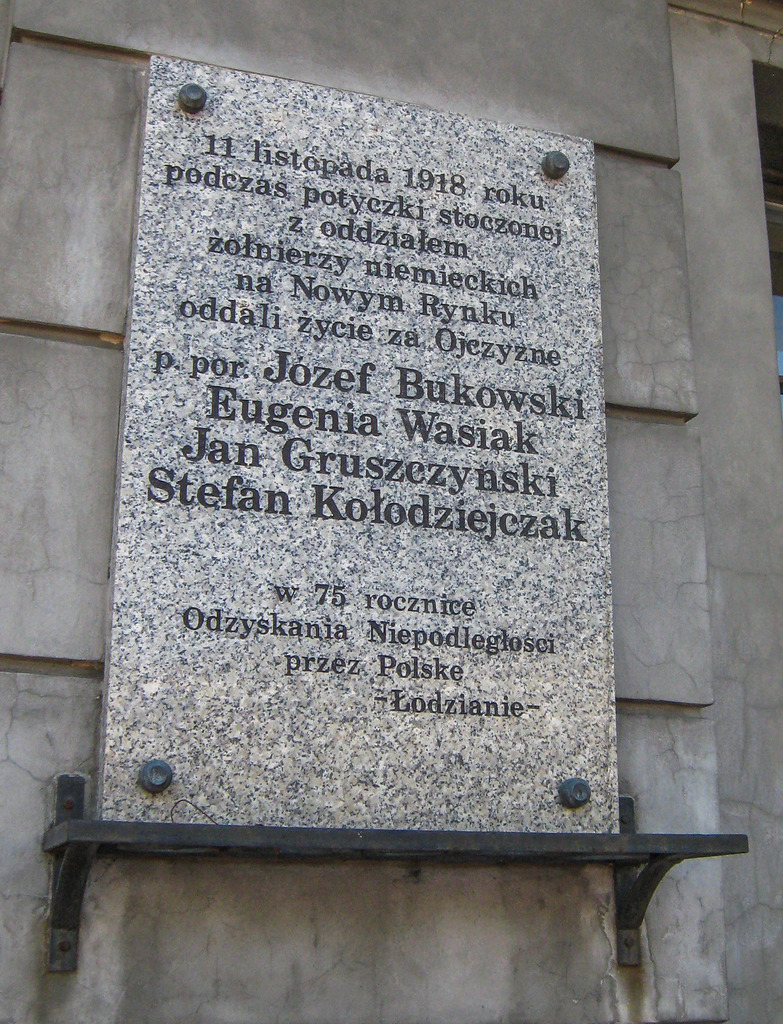 11 listopada 1918 roku
podczas potyczki stoczonej
z oddziałem
żołnierzy niemieckich
na Nowym Rynku
oddali życie za Ojczyznę
p. por. Józef Bukowski
Eugenia Wasiak
Jan Gruszczyński
Stefan Kołodziejczak
w 75 rocznicę
Odzyskania Niepodległości
przez Polskę
-Łodzianie-